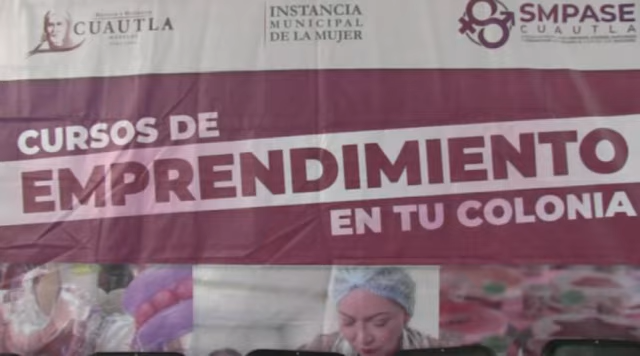 CUAUTLA
INSTANCIA
MUNICIPAL
DE LA MUJER
SMPASE
CUAUTLA
CURSOS DE
EMPRENDIMIENTO
EN TU COLONIA